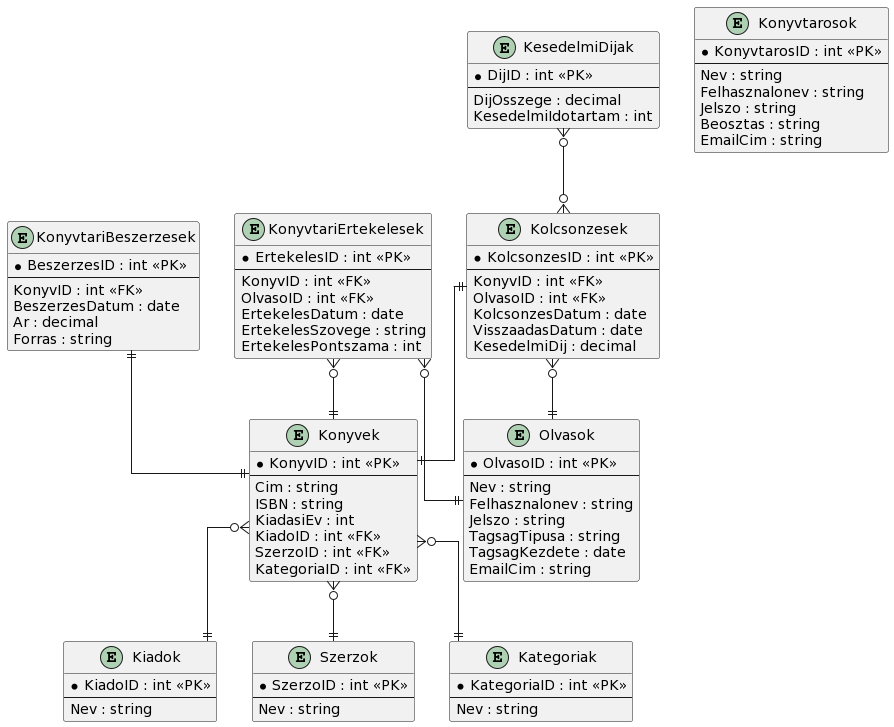 E KesedelmiDijak
DijID : int «PK»
DijOsszege : decimal
KesedelmiIdotartam : int
E Konyvtarosok
KonyvtarosID : int «PK»
Nev : string
Felhasznalonev : string
Jelszo : string
Beosztas : string
EmailCim : string
E KonyvtariBeszerzesek
BeszerzesID : int «PK»
KonyvID : int «FK»
BeszerzesDatum : date
Ar : decimal
Forras : string
E KonyvtariErtekelesek
ErtekelesID : int «PK»
KonyvID : int «FK»
OlvasoID : int «FK»
ErtekelesDatum : date
ErtekelesSzovege : string
ErtekelesPontszama : int
E Kolcsonzesek
KolcsonzesID : int «PK»
KonyvID : int «FK»
OlvasoID : int «FK»
KolcsonzesDatum : date
VisszaadasDatum : date
KesedelmiDij : decimal
E Konyvek
KonyvID : int «PK»
Cim : string
ISBN : string
KiadasiEv : int
KiadoID : int «FK»
SzerzoID : int «FK»
KategoriaID : int «FK»
E Olvasok
OlvasoID : int «PK»
Nev : string
Felhasznalonev : string
Jelszo : string
TagsagTipusa : string
TagsagKezdete : date
EmailCim : string
E Kiadok
KiadoID : int «PK»
Nev : string
E Szerzok
SzerzoID : int «PK»
Nev : string
E Kategoriak
KategoriaID : int «PK»
Nev : string